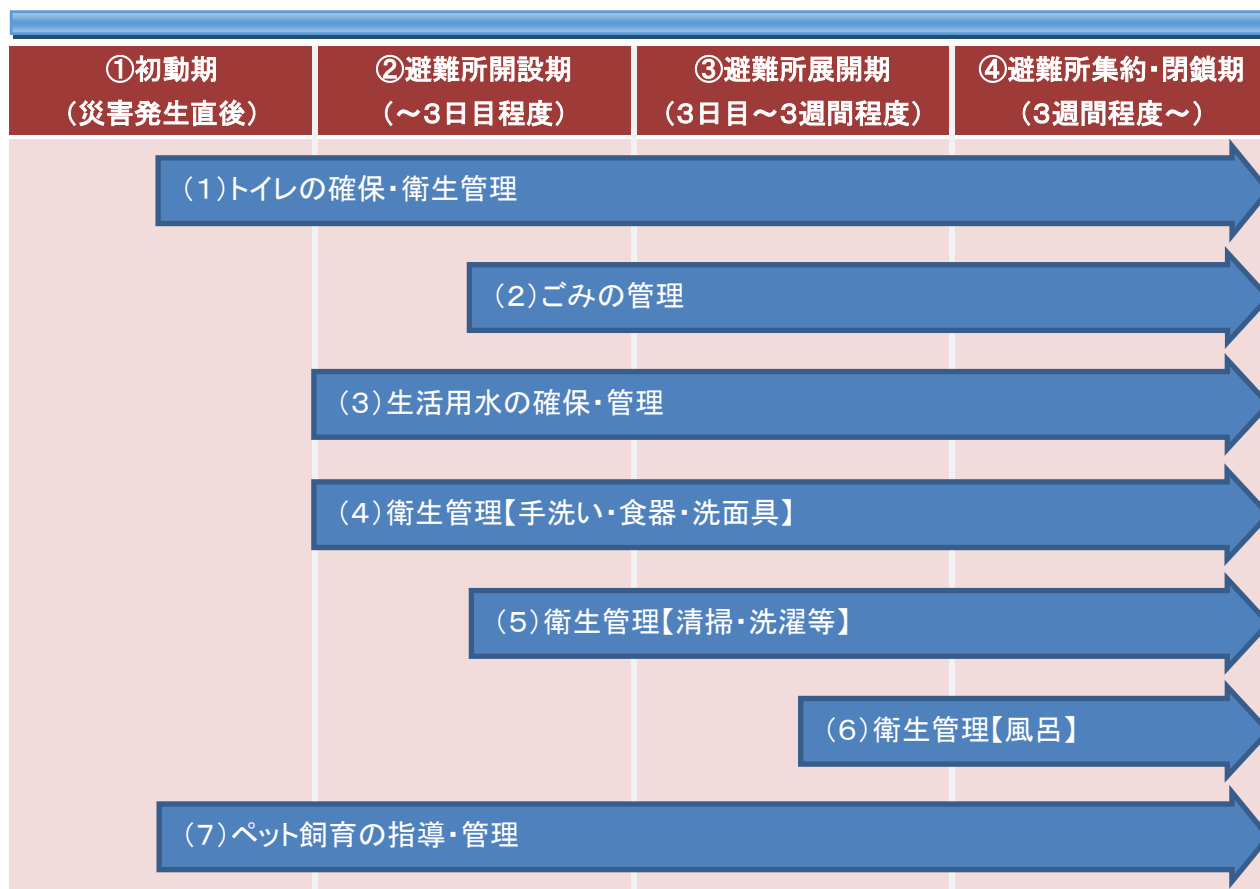 ①初動期
(災害発生直後)
②避難所開設期
(～3日目程度)
③避難所展開期
(3日目～3週間程度)
④避難所集約・閉鎖期
(3週間程度～)
(1)トイレの確保・衛生管理
(2)ごみの管理
(3)生活用水の確保・管理
(4)衛生管理【手洗い・食器・洗面具】
(5)衛生管理【清掃・洗濯等】
(6)衛生管理【風呂】
(7)ペット飼育の指導・管理